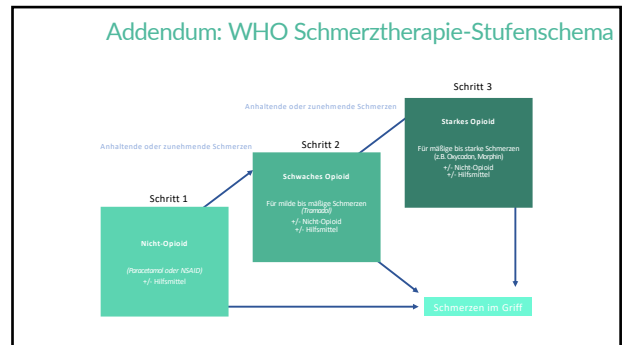 Addendum: WHO Schmerztherapie-Stufenschema
Schritt 3
Anhaltende oder zunehmende Schmerzen
Starkes Opioid
Für mäßige bis starke Schmerzen
(z.B. Oxycodon, Morphin)
+/- Nicht-Opioid
+/- Hilfsmittel
Schritt 2
Anhaltende oder zunehmende Schmerzen
Schwaches Opioid
Für milde bis mäßige Schmerzen
(Tramadol)
+/- Nicht-Opioid
+/- Hilfsmittel
Schritt 1
Nicht-Opioid
(Paracetamol oder NSAID)
+/- Hilfsmittel
Schmerzen im Griff